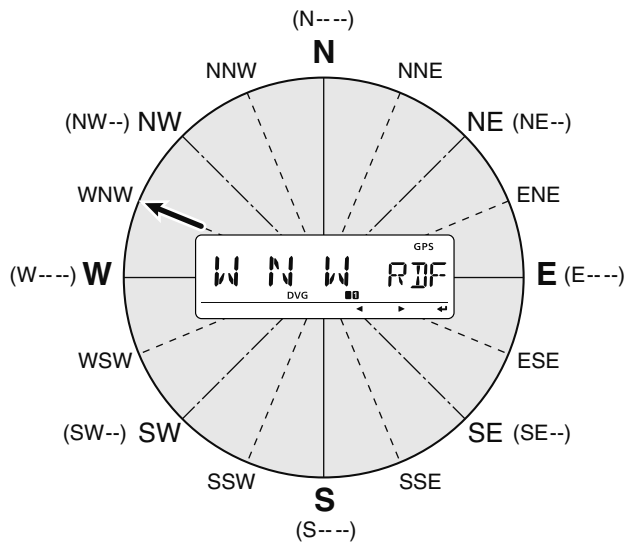 (N----)
N
NNW NNE
(NW--) NW NE (NE--)
WNW ENE
GPS
W N W RDF
(W----) W E (E----)
DVG 1
WSW ESE
(SW--) SW SE (SE--)
SSW SSE
S
(S----)